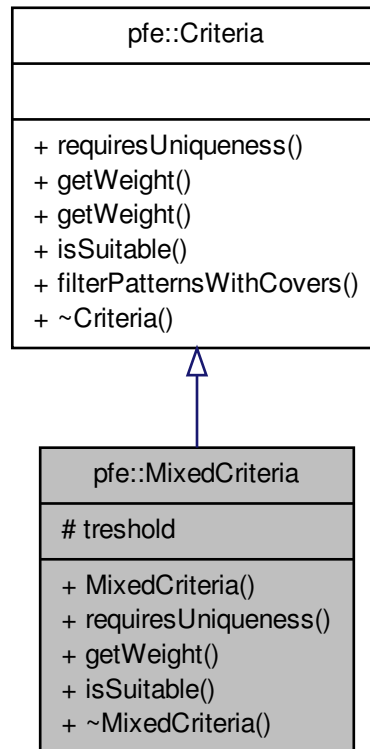 pfe::Criteria
+ requiresUniqueness()
+ getWeight()
+ getWeight()
+ isSuitable()
+ filterPatternsWithCovers()
+ ~Criteria()
pfe::MixedCriteria
# treshold
+ MixedCriteria()
+ requiresUniqueness()
+ getWeight()
+ isSuitable()
+ ~MixedCriteria()